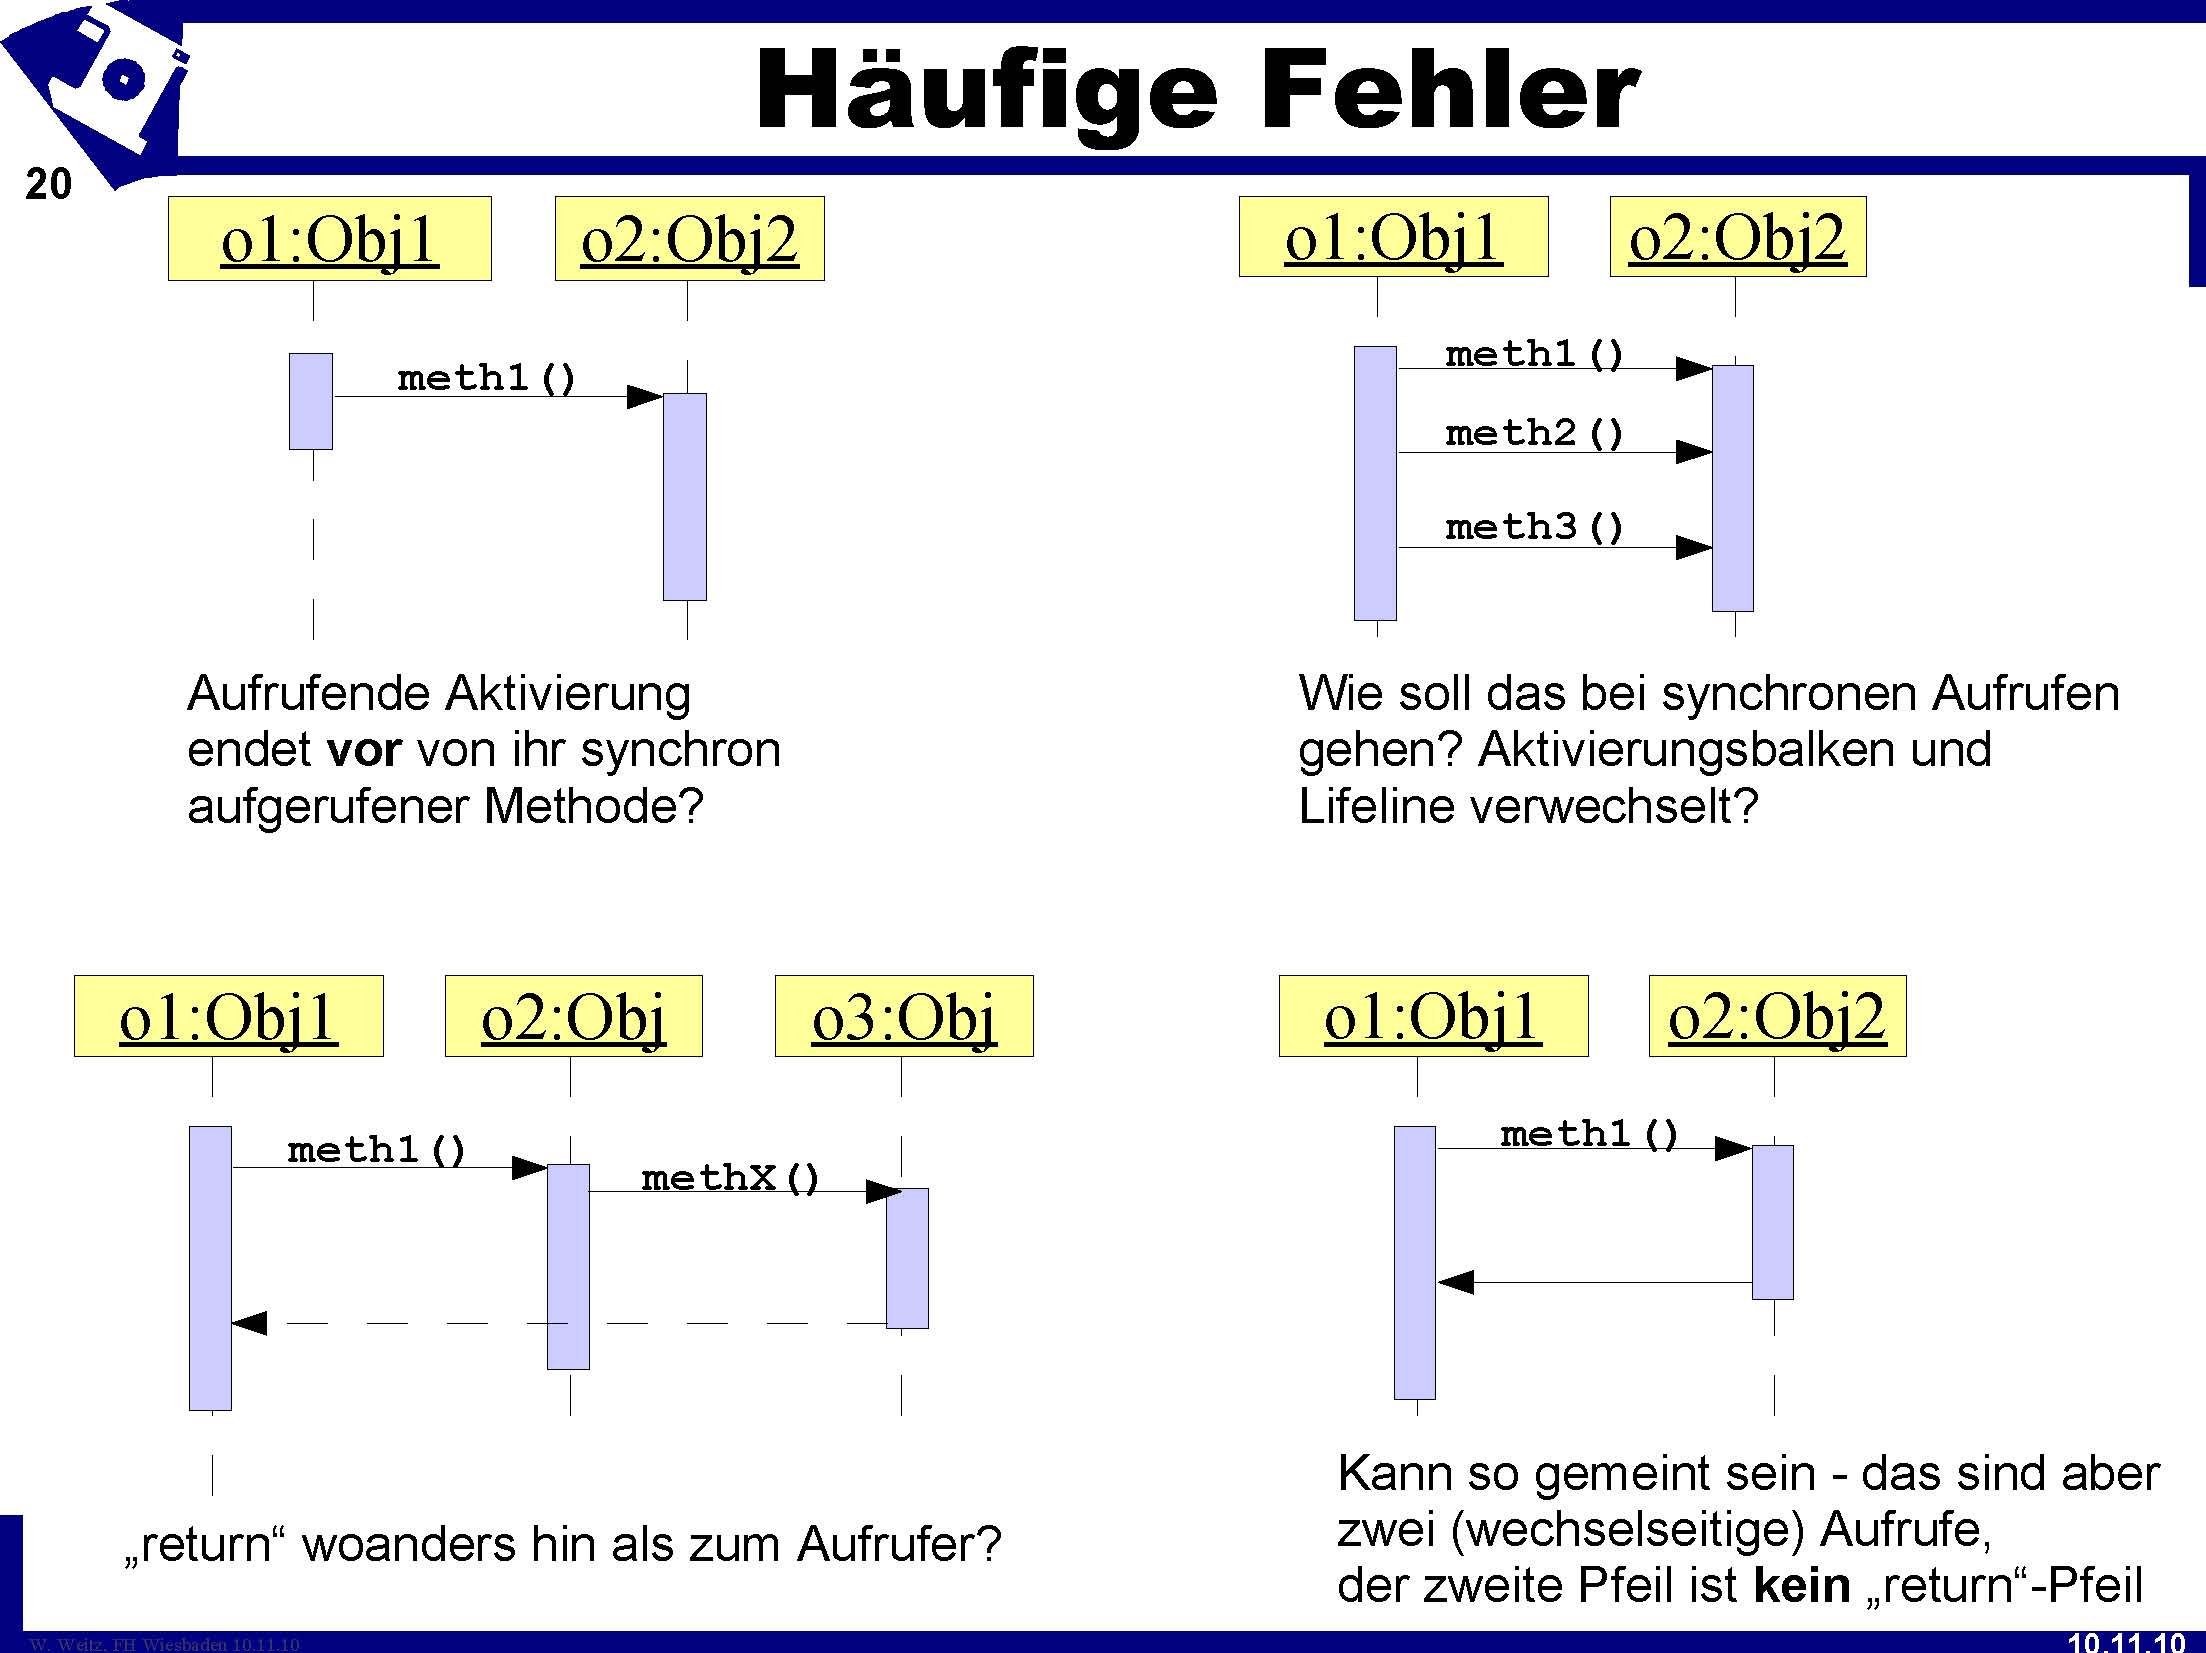 Häufige Fehler
20
o1:Obj1
o2:Obj2
meth1()
Aufrufende Aktivierung
endet vor von ihr synchron
aufgerufener Methode?
o1:Obj1
o2:Obj2
meth1()
meth2()
meth3()
Wie soll das bei synchronen Aufrufen
gehen? Aktivierungsbalken und
Lifeline verwechselt?
o1:Obj1
o2:Obj
o3:Obj
meth1()
methX()
„return“ woanders hin als zum Aufrufer?
o1:Obj1
o2:Obj2
meth1()
Kann so gemeint sein - das sind aber
zwei (wechselseitige) Aufrufe,
der zweite Pfeil ist kein „return“-Pfeil
W. Weitz, FH Wiesbaden 10.11.10
10.11.10